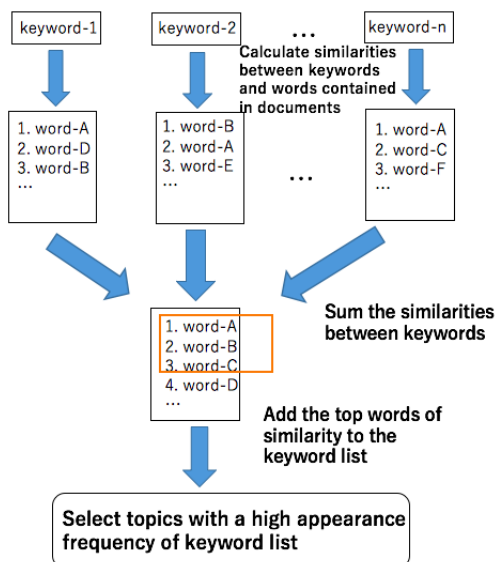 keyword-1
keyword-2
...
keyword-n
Calculate similarities
between keywords
and words contained
in documents
1. word-A
2. word-D
3. word-B
...
1. word-B
2. word-A
3. word-E
...
...
1. word-A
2. word-C
3. word-F
...
Sum the similarities
between keywords
1. word-A
2. word-B
3. word-C
4. word-D
...
Add the top words of
similarity to the
keyword list
Select topics with a high appearance
frequency of keyword list